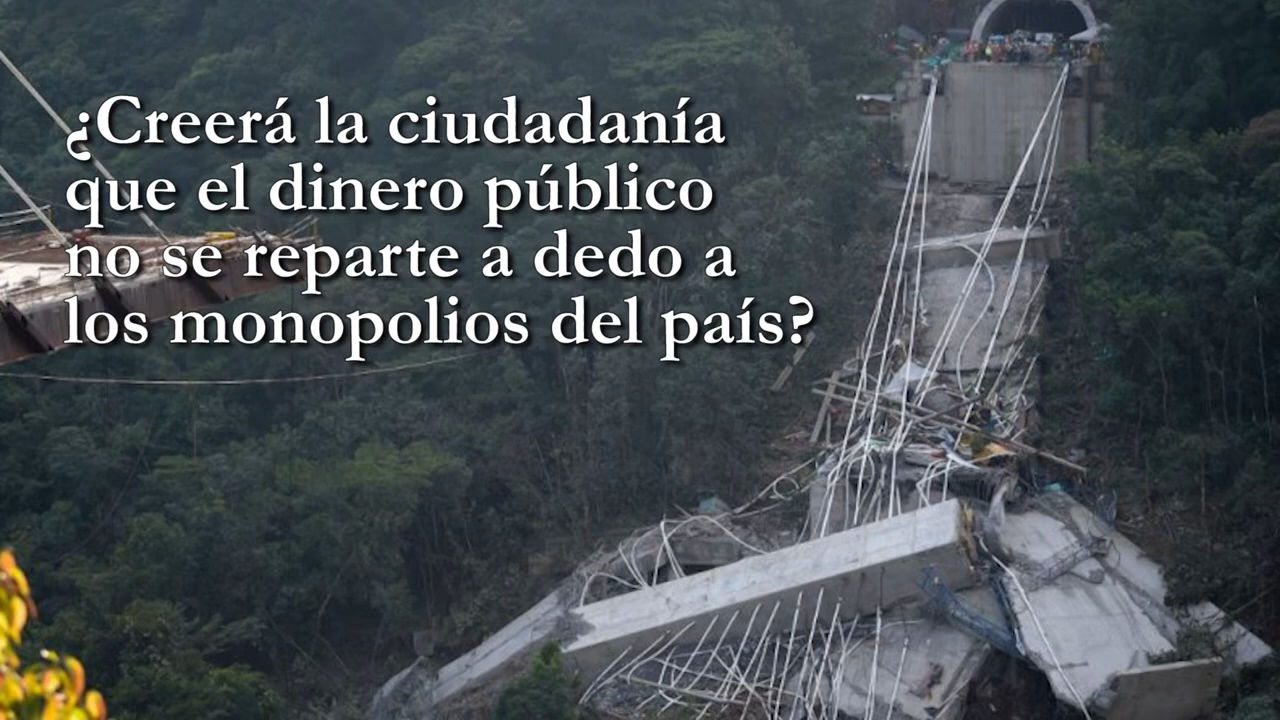 ¿Creerá la ciudadanía
que el dinero público
no se reparte a dedo a
los monopolios del país?